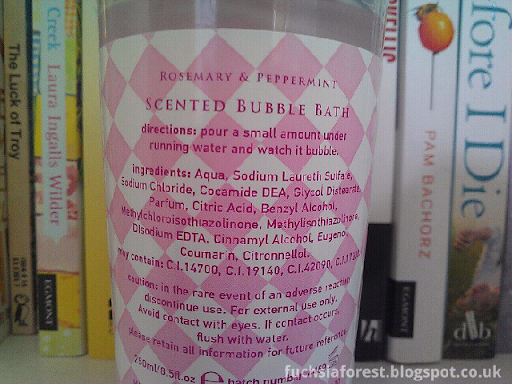 The Luck of Troy
Creek
Laura Ingalls Wilder
EGMONT
ROSEMARY & PEPPERMINT
SCENTED BUBBLE BATH
directions: pour a small amount under
running water and watch it bubble.
ingredients: Aqua, Sodium Laureth Sulfate,
Sodium Chloride, Cocamide DEA, Glycol Distearate,
Parfum, Citric Acid, Benzyl Alcohol,
Methylchloroisothiazolinone, Methylisothiazolinone,
Disodium EDTA, Cinnamyl Alcohol, Eugenol,
Coumarin, Citronellol.
may contain: C.I.14700, C.I.19140, C.I.42090,
caution: in the rare event of an adverse reaction
discontinue use. For external use only.
Avoid contact with eyes. If contact occurs,
flush with water.
please retain all information for future reference.
250ml/8.5fl.oz e batch number
PAM BACHORZ
EGMONT
fore I Die
dfb
fuchsiaforest.blogspot.co.uk